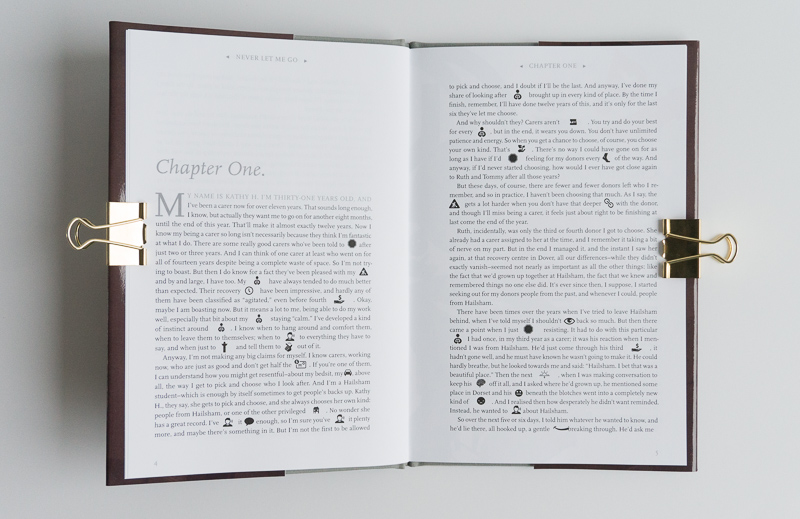 NEVER LET ME GO
Chapter One.
MY NAME IS KATHY H. I'M THIRTY ONE YEARS OLD, AND
I've been a carer now for over eleven years. That sounds long enough,
I know, but actually they want me to go on for another eight months,
until the end of this year. That'll make it almost exactly twelve years. Now I
know my being a carer so long isn't necessarily because they think I'm fantastic
at what I do. There are some really good carers who've been told to after
just two or three years. And I can think of one carer at least who went on for
all of fourteen years despite being a complete waste of space. So I'm not try-
ing to boast. But then I do know for a fact they've been pleased with my
and by and large, I have too. My have always tended to do much better
than expected. Their recovery have been impressive, and hardly any of
them have been classified as "agitated," even before fourth . Okay,
maybe I am boasting now. But it means a lot to me, being able to do my work
well, especially that bit about my staying "calm." I've developed a kind
of instinct around . I know when to hang around and comfort them,
when to leave them to themselves; when to everything they have to
say, and when just to and tell them to out of it.
Anyway, I'm not making any big claims for myself. I know carers, working
now, who are just as good and don't get half the . If you're one of them,
I can understand how you might get resentful–about my bedsit, my above
all, the way I get to pick and choose who I look after. And I'm a Hailsham
student–which is enough by itself sometimes to get people's backs up. Kathy
H., they say, she gets to pick and choose, and she always chooses her own kind:
people from Hailsham, or one of the other privileged . No wonder she
has a great record. I've it enough, so I'm sure you've it plenty
more, and maybe there's something in it. But I'm not the first to be allowed
CHAPTER ONE
to pick and choose, and I doubt if I'll be the last. And anyway, I've done my
share of looking after brought up in every kind of place. By the time I
finish, remember, I'll have done twelve years of this, and it's only for the last
six they've let me choose.
And why shouldn't they? Carers aren't . You try and do your best
for every , but in the end, it wears you down. You don't have unlimited
patience and energy. So when you get a chance to choose, of course, you choose
your own kind. That's . There's no way I could have gone on for as
long as I have if I'd feeling for my donors every of the way. And
anyway, if I'd never started choosing, how would I ever have got close again
to Ruth and Tommy after all those years?
But these days, of course, there are fewer and fewer donors left who I re-
member, and so in practice, I haven't been choosing that much. As I say, the
gets a lot harder when you don't have that deeper with the donor,
and though I'll miss being a carer, it feels just about right to be finishing at
last come the end of the year.
Ruth, incidentally, was only the third or fourth donor I got to choose. She
already had a carer assigned to her at the time, and I remember it taking a bit
of nerve on my part. But in the end I managed it, and the instant I saw her
again, at that recovery centre in Dover, all our differences–while they didn't
exactly vanish–seemed not nearly as important as all the other things: like
the fact that we'd grown up together at Hailsham, the fact that we knew and
remembered things no one else did. It's ever since then, I suppose, I started
seeking out for my donors people from the past, and whenever I could, people
from Hailsham.
There have been times over the years when I've tried to leave Hailsham
behind, when I've told myself I shouldn't back so much. But then there
came a point when I just resisting. It had to do with this particular
I had once, in my third year as a carer; it was his reaction when I men-
tioned I was from Hailsham. He'd just come through his third , it
hadn't gone well, and he must have known he wasn't going to make it. He could
hardly breathe, but he looked towards me and said: "Hailsham. I bet that was a
beautiful place." Then the next , when I was making conversation to
keep his off it all, and I asked where he'd grown up, he mentioned some
place in Dorset and his beneath the blotches went into a completely new
kind of . And I realised then how desperately he didn't want reminded.
Instead, he wanted to about Hailsham.
So over the next five or six days, I told him whatever he wanted to know, and
he'd lie there, all hooked up, a gentle breaking through. He'd ask me